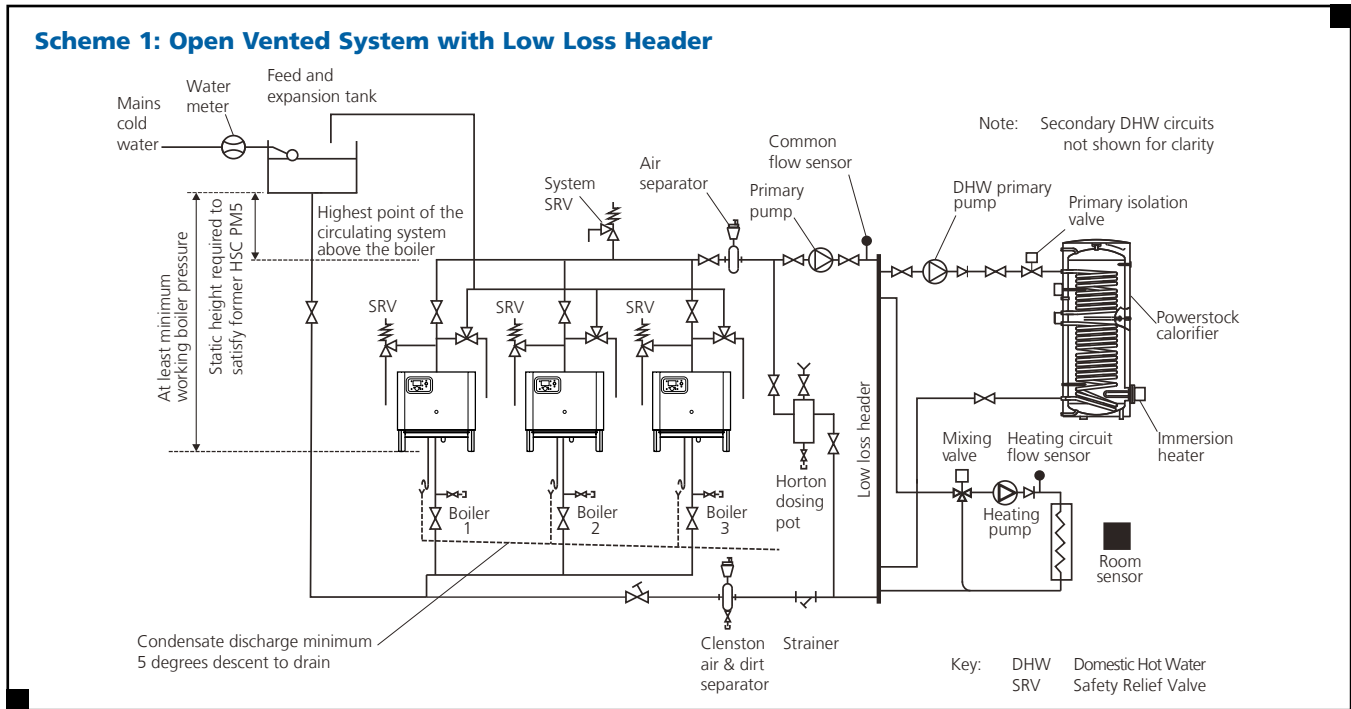 Scheme 1: Open Vented System with Low Loss Header
Mains
cold
water
Water
meter
Feed and
expansion tank
At least minimum
working boiler pressure
Static height required to
satisfy former HSC PM5
Highest point of the
circulating system
above the boiler
System
SRV
Air
separator
Primary
pump
Common
flow sensor
Note: Secondary DHW circuits
not shown for clarity
DHW primary
pump
Primary isolation
valve
Powerstock
calorifier
Immersion
heater
SRV
SRV
SRV
Boiler
1
Boiler
2
Boiler
3
Horton
dosing
pot
Low loss header
Mixing
valve
Heating circuit
flow sensor
Heating
pump
Room
sensor
Condensate discharge minimum
5 degrees descent to drain
Clenston
air & dirt
separator
Strainer
Key: DHW Domestic Hot Water
SRV Safety Relief Valve